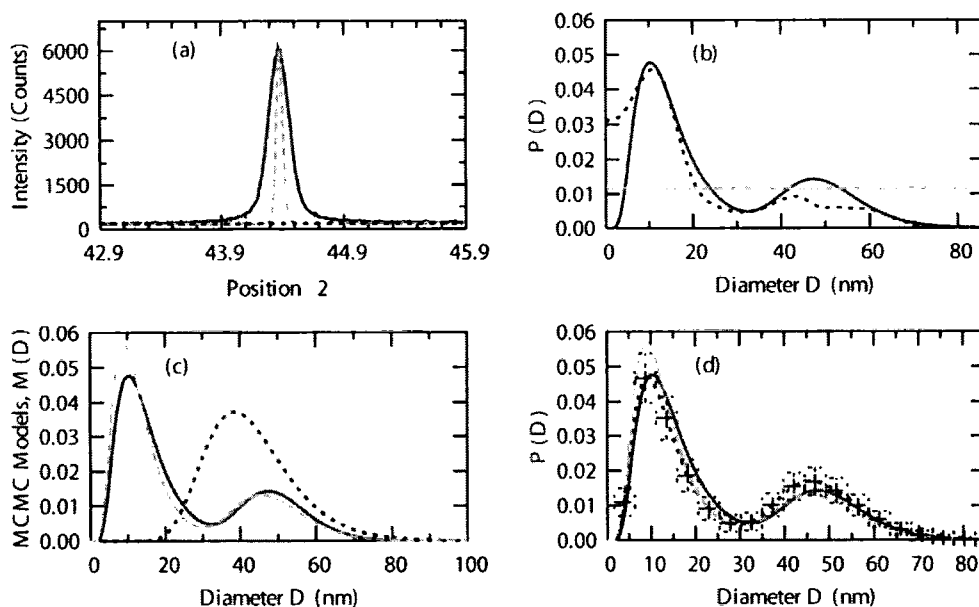 (a)
Intensity (Counts)
6000
4500
3000
1500
0
42.9 43.9 44.9 45.9
Position 2
(b)
P (D)
0.06
0.05
0.04
0.03
0.02
0.01
0.00
0 20 40 60 80
Diameter D (nm)
(c)
MCMC Models, M (D)
0.06
0.05
0.04
0.03
0.02
0.01
0.00
0 20 40 60 80 100
Diameter D (nm)
(d)
P (D)
0.06
0.05
0.04
0.03
0.02
0.01
0.00
0 10 20 30 40 50 60 70 80
Diameter D (nm)